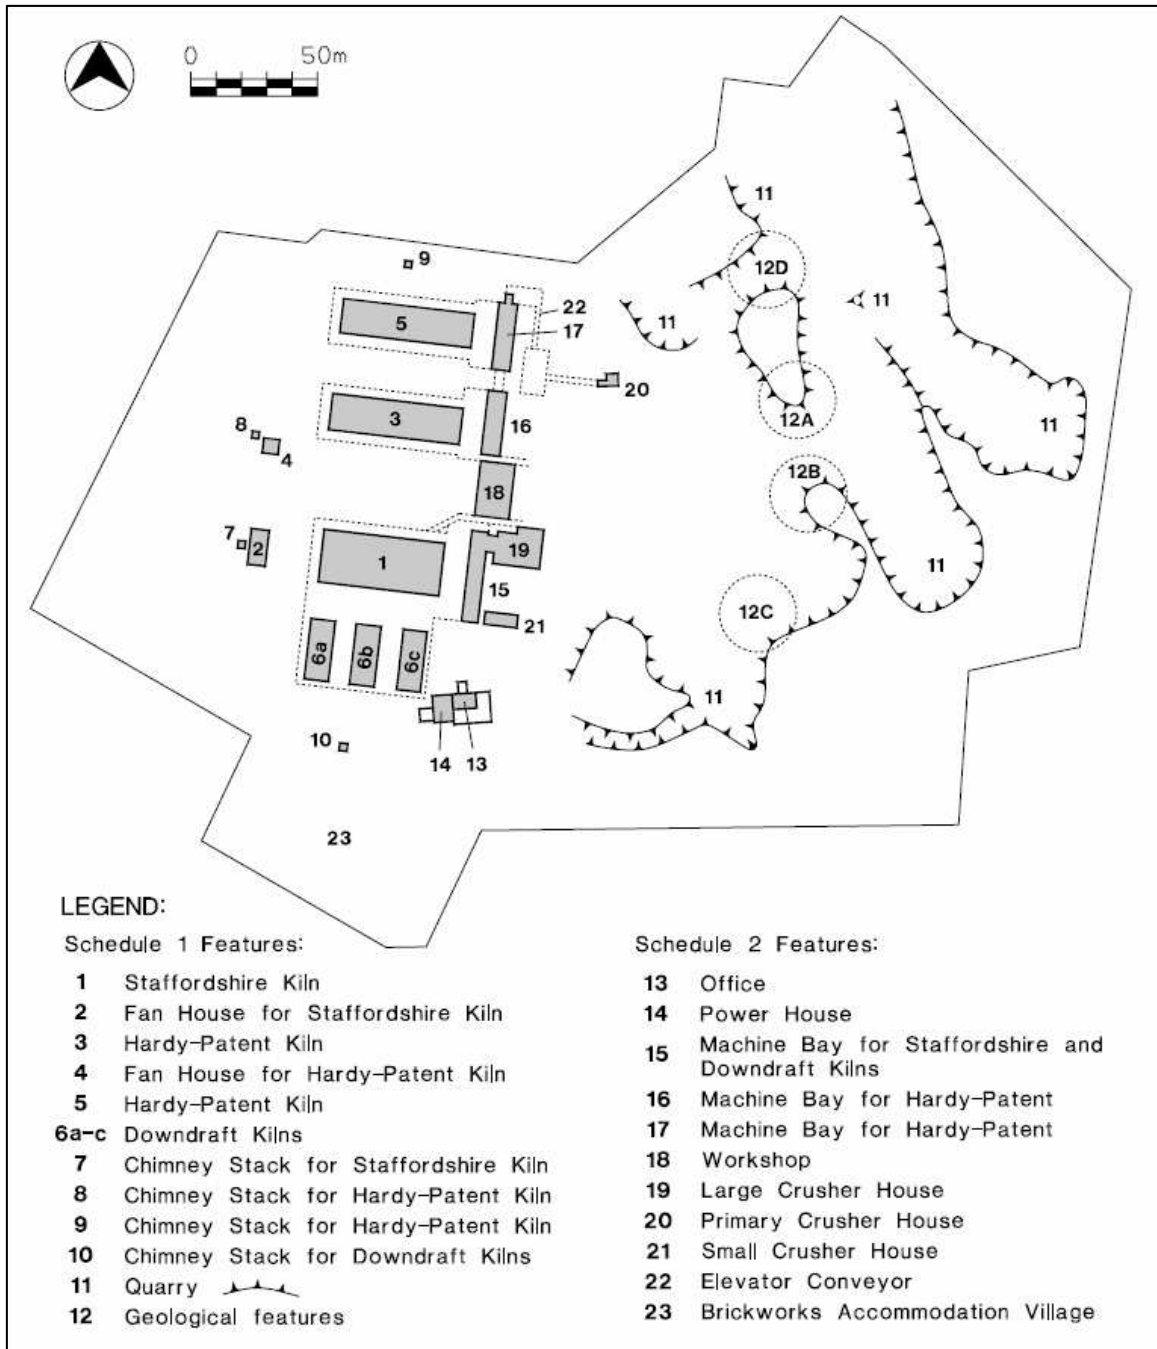 0 50m
11
9
12D
22
11
5
17
11
20
3
16
12A
11
8
4
12B
18
7
2
19
1
11
15
12C
21
6a
6b
6c
11
10
14
13
23
LEGEND:
Schedule 1 Features:
1 Staffordshire Kiln
2 Fan House for Staffordshire Kiln
3 Hardy-Patent Kiln
4 Fan House for Hardy-Patent Kiln
5 Hardy-Patent Kiln
6a-c Downdraft Kilns
7 Chimney Stack for Staffordshire Kiln
8 Chimney Stack for Hardy-Patent Kiln
9 Chimney Stack for Hardy-Patent Kiln
10 Chimney Stack for Downdraft Kilns
11 Quarry
12 Geological features
Schedule 2 Features:
13 Office
14 Power House
15 Machine Bay for Staffordshire and
Downdraft Kilns
16 Machine Bay for Hardy-Patent
17 Machine Bay for Hardy-Patent
18 Workshop
19 Large Crusher House
20 Primary Crusher House
21 Small Crusher House
22 Elevator Conveyor
23 Brickworks Accommodation Village